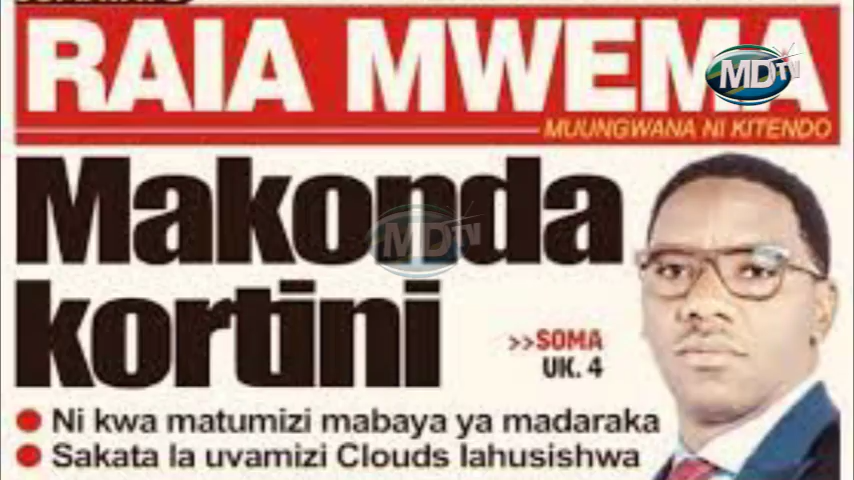 RAIA MWEMA
MDTV
MUUNGWANA NI KITENDO
Makonda
MDTV
kortini
>>SOMA
UK. 4
● Ni kwa matumizi mabaya ya madaraka
● Sakata la uvamizi Clouds lahusishwa